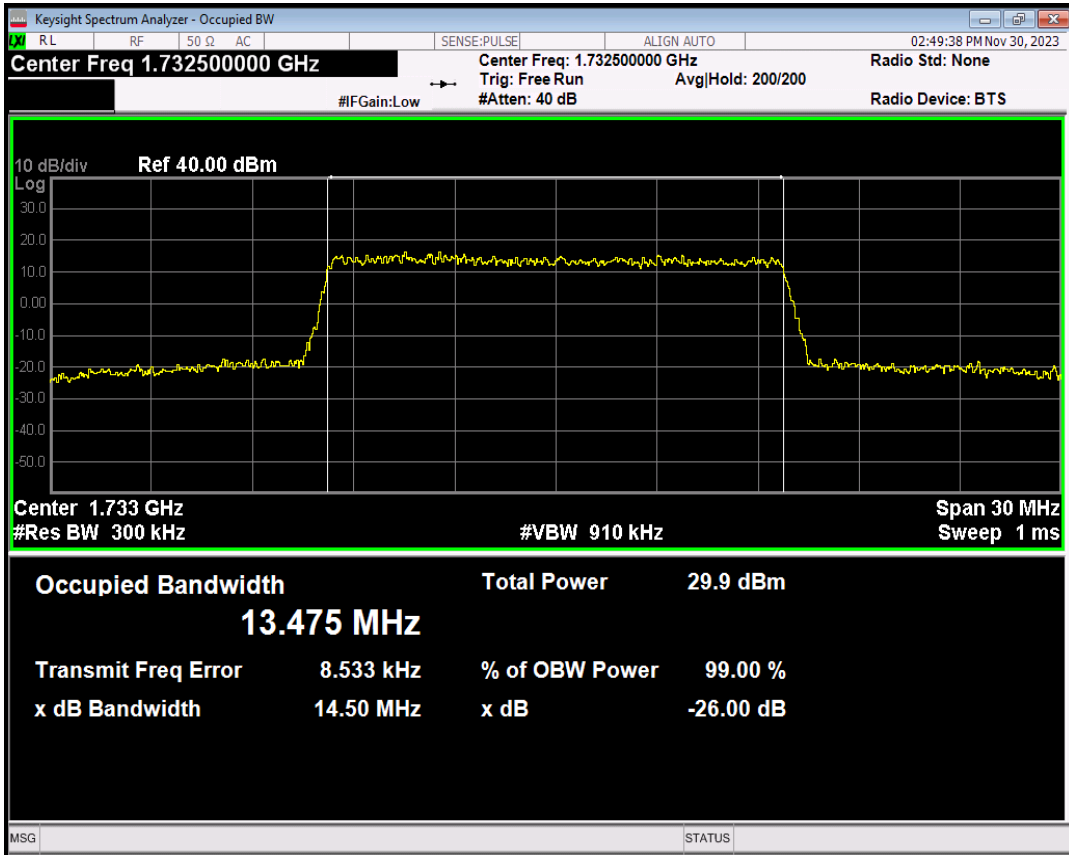 Keysight Spectrum Analyzer - Occupied BW
LXI RL RF 50 Ω AC SENSE:PULSE ALIGN AUTO 02:49:38 PM Nov 30, 2023
Center Freq 1.732500000 GHz Center Freq: 1.732500000 GHz Radio Std: None
Trig: Free Run Avg|Hold: 200/200
#IFGain:Low #Atten: 40 dB Radio Device: BTS
10 dB/div Ref 40.00 dBm
Log
30.0
20.0
10.0
0.00
-10.0
-20.0
-30.0
-40.0
-50.0
Center 1.733 GHz Span 30 MHz
#Res BW 300 kHz #VBW 910 kHz Sweep 1 ms
Occupied Bandwidth Total Power 29.9 dBm
13.475 MHz
Transmit Freq Error 8.533 kHz % of OBW Power 99.00 %
x dB Bandwidth 14.50 MHz x dB -26.00 dB
MSG STATUS